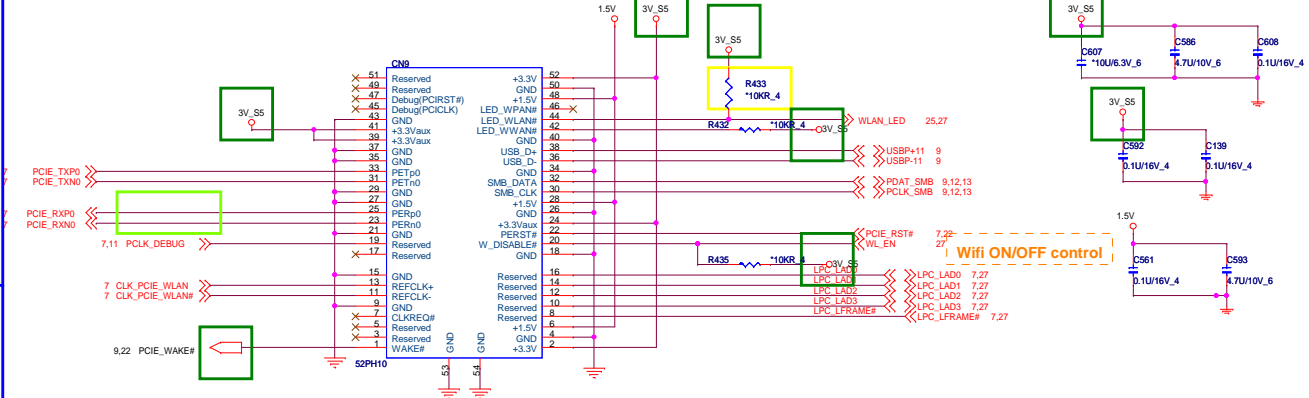 1.5V
3V_S5
3V_S5
3V_S5
3V_S5
C607
*10U/6.3V_6
C586
4.7U/10V_6
C608
0.1U/16V_4
3V_S5
C592
0.1U/16V_4
C139
0.1U/16V_4
1.5V
C561
0.1U/16V_4
C593
4.7U/10V_6
CN9
51 Reserved +3.3V 52
49 Reserved GND 50
47 Debug(PCIRST#) +1.5V 48
45 Debug(PCICLK) LED_WPAN# 46
43 GND LED_WLAN# 44
41 +3.3Vaux LED_WWAN# 42
39 +3.3Vaux GND 40
37 GND USB_D+ 38
35 GND USB_D- 36
33 PETp0 GND 34
31 PETn0 SMB_DATA 32
29 GND SMB_CLK 30
27 GND +1.5V 28
25 PERp0 GND 26
23 PERn0 +3.3Vaux 24
21 GND PERST# 22
19 Reserved W_DISABLE# 20
17 Reserved GND 18
15 GND Reserved 16
13 REFCLK+ Reserved 14
11 REFCLK- Reserved 12
9 GND Reserved 10
7 CLKREQ# Reserved 8
5 Reserved +1.5V 6
3 Reserved GND 4
1 WAKE# +3.3V 2
GND GND
53 54
52PH10
R433
*10KR_4
R432 *10KR_4 3V_S5
WLAN_LED 25,27
USBP+11 9
USBP-11 9
PDAT_SMB 9,12,13
PCLK_SMB 9,12,13
PCIE_RST# 7,22
WL_EN 27
Wifi ON/OFF control
R435 *10KR_4 3V_S5
LPC_LAD0 LPC_LAD0 7,27
LPC_LAD1 LPC_LAD1 7,27
LPC_LAD2 LPC_LAD2 7,27
LPC_LAD3 LPC_LAD3 7,27
LPC_LFRAME# LPC_LFRAME# 7,27
7 PCIE_TXP0
7 PCIE_TXN0
7 PCIE_RXP0
7 PCIE_RXN0
7,11 PCLK_DEBUG
7 CLK_PCIE_WLAN
7 CLK_PCIE_WLAN#
9,22 PCIE_WAKE#